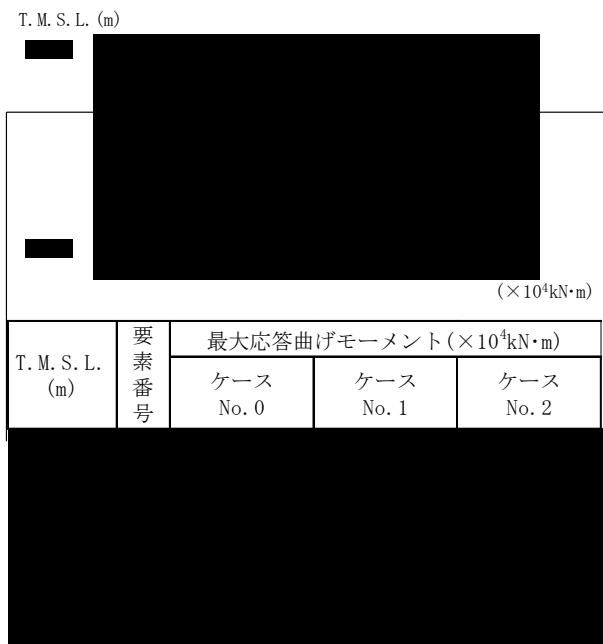 T.M.S.L.(m)
(×10⁴kN・m)
T.M.S.L.
(m)
要素番号
最大応答曲げモーメント(×10⁴kN・m)
ケース
No.0
ケース
No.1
ケース
No.2